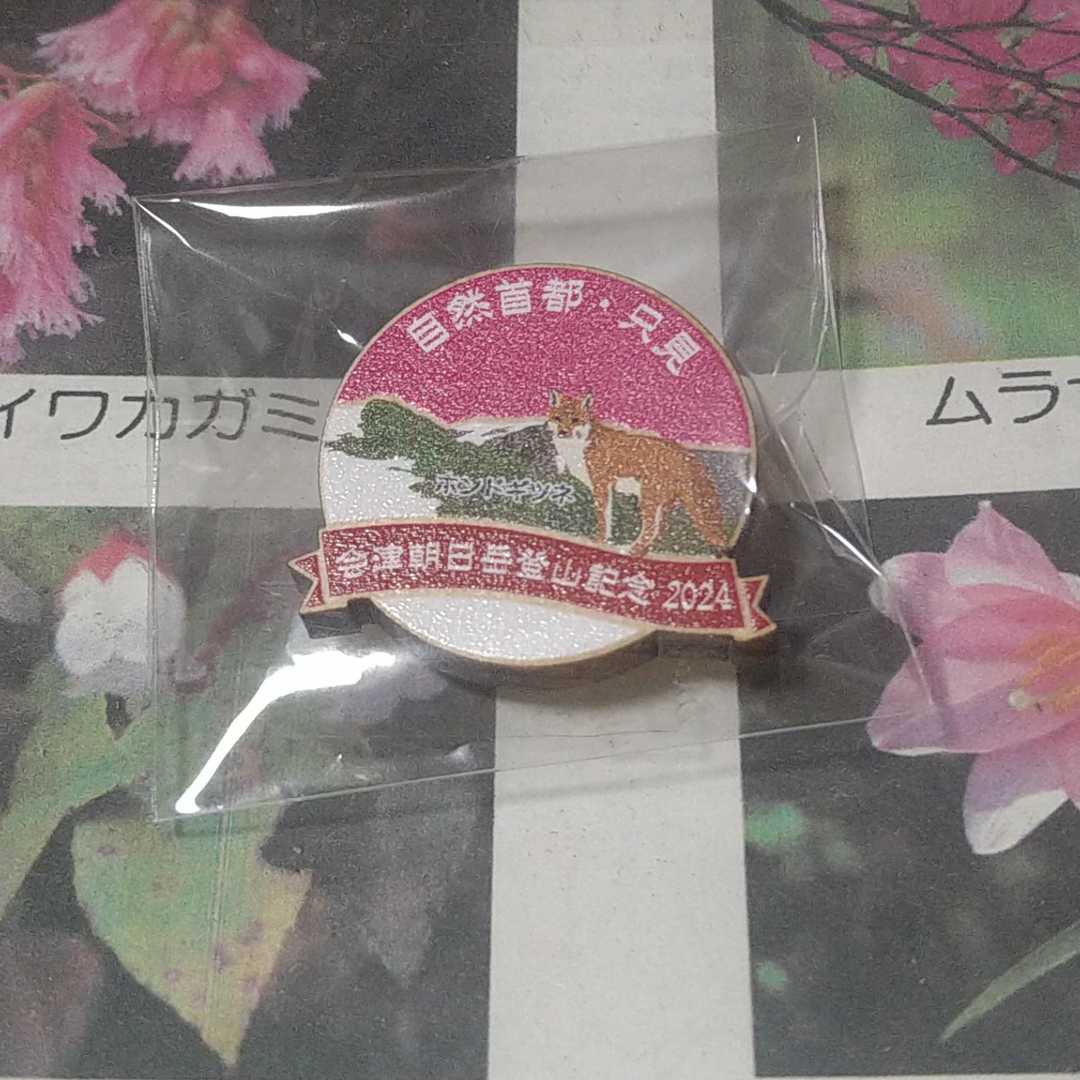 自然首都・只見
ホンドギツネ
会津朝日岳登山記念 2024
イワカガミ
ムラ